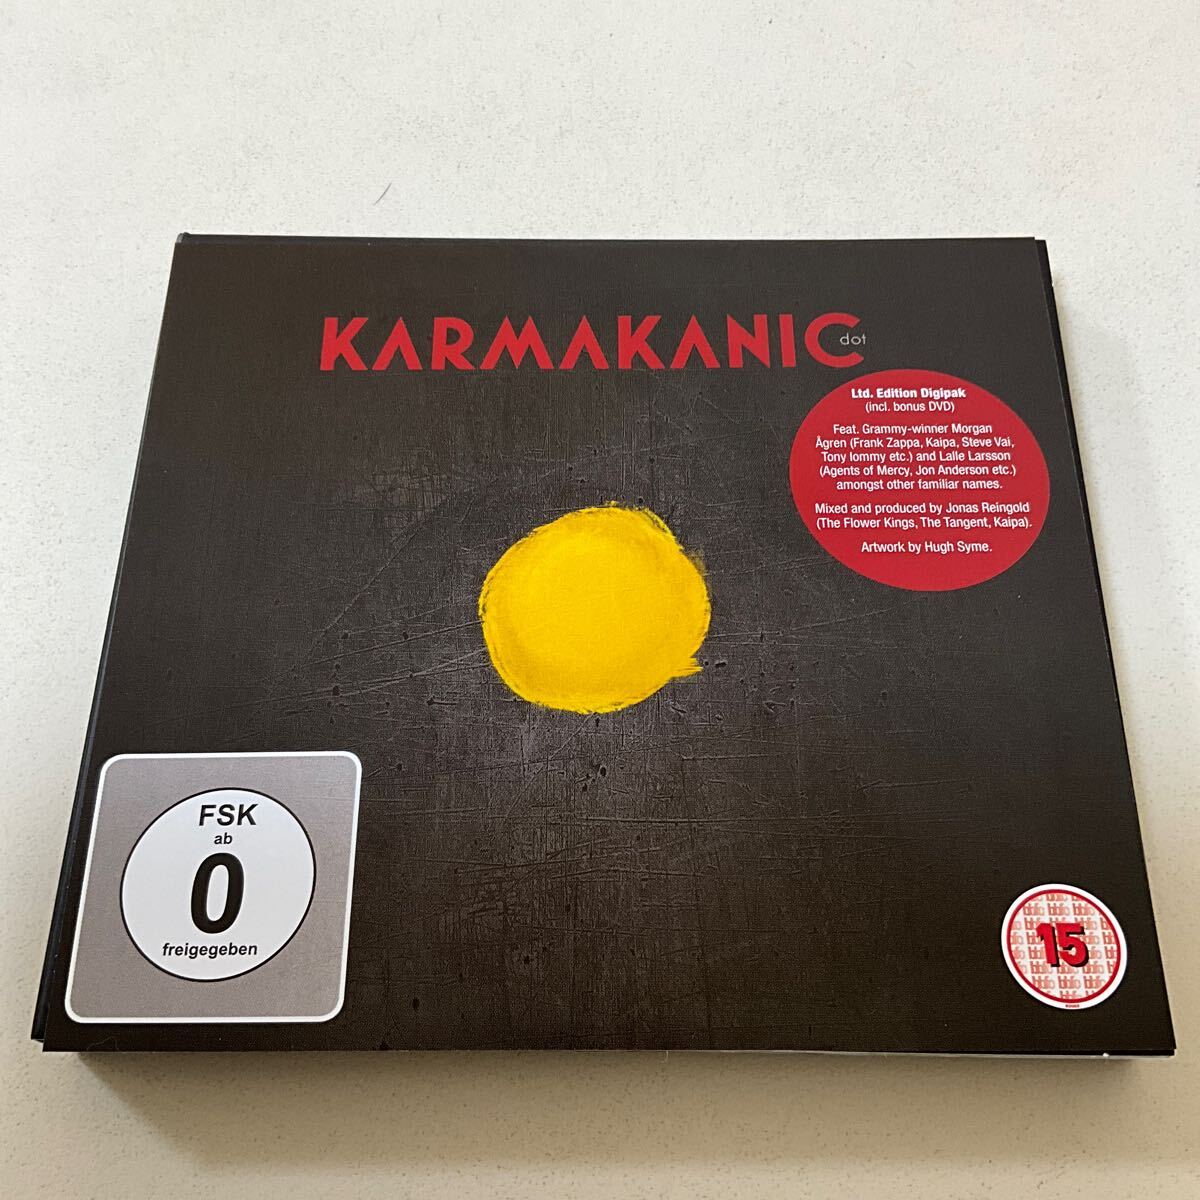 KARMAKANIC
dot
Ltd. Edition Digipak
(incl. bonus DVD)
Feat. Grammy-winner Morgan
Ågren (Frank Zappa, Kaipa, Steve Vai,
Tony Iommy etc.) and Lalle Larsson
(Agents of Mercy, Jon Anderson etc.)
amongst other familiar names.
Mixed and produced by Jonas Reingold
(The Flower Kings, The Tangent, Kaipa).
Artwork by Hugh Syme.
FSK
ab
0
freigegeben
15